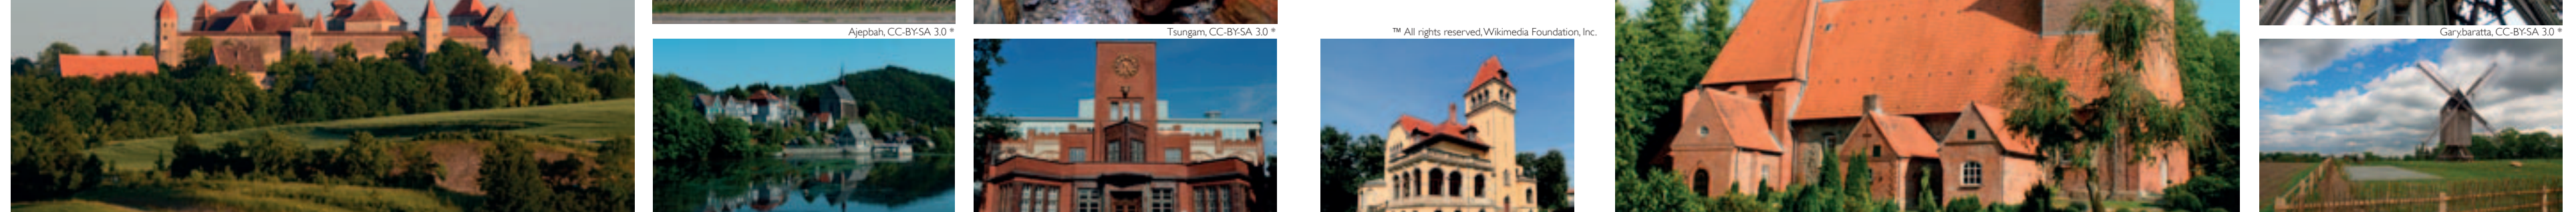 Ajepbah, CC-BY-SA 3.0 *
Tsungam, CC-BY-SA 3.0 *
™ All rights reserved, Wikimedia Foundation, Inc.
Gary.baratta, CC-BY-SA 3.0 *